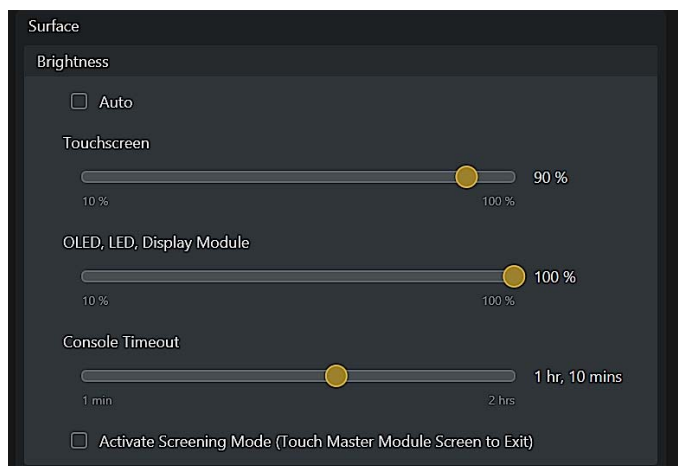 Surface
Brightness
Auto
Touchscreen
90 %
10 % 100 %
OLED, LED, Display Module
100 %
10 % 100 %
Console Timeout
1 hr, 10 mins
1 min 2 hrs
Activate Screening Mode (Touch Master Module Screen to Exit)